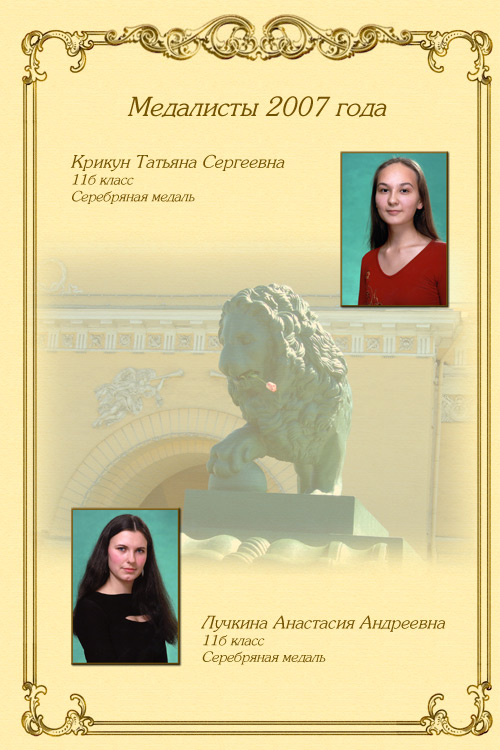 Медалисты 2007 года
Крикун Татьяна Сергеевна
11б класс
Серебряная медаль
Лучкина Анастасия Андреевна
11б класс
Серебряная медаль